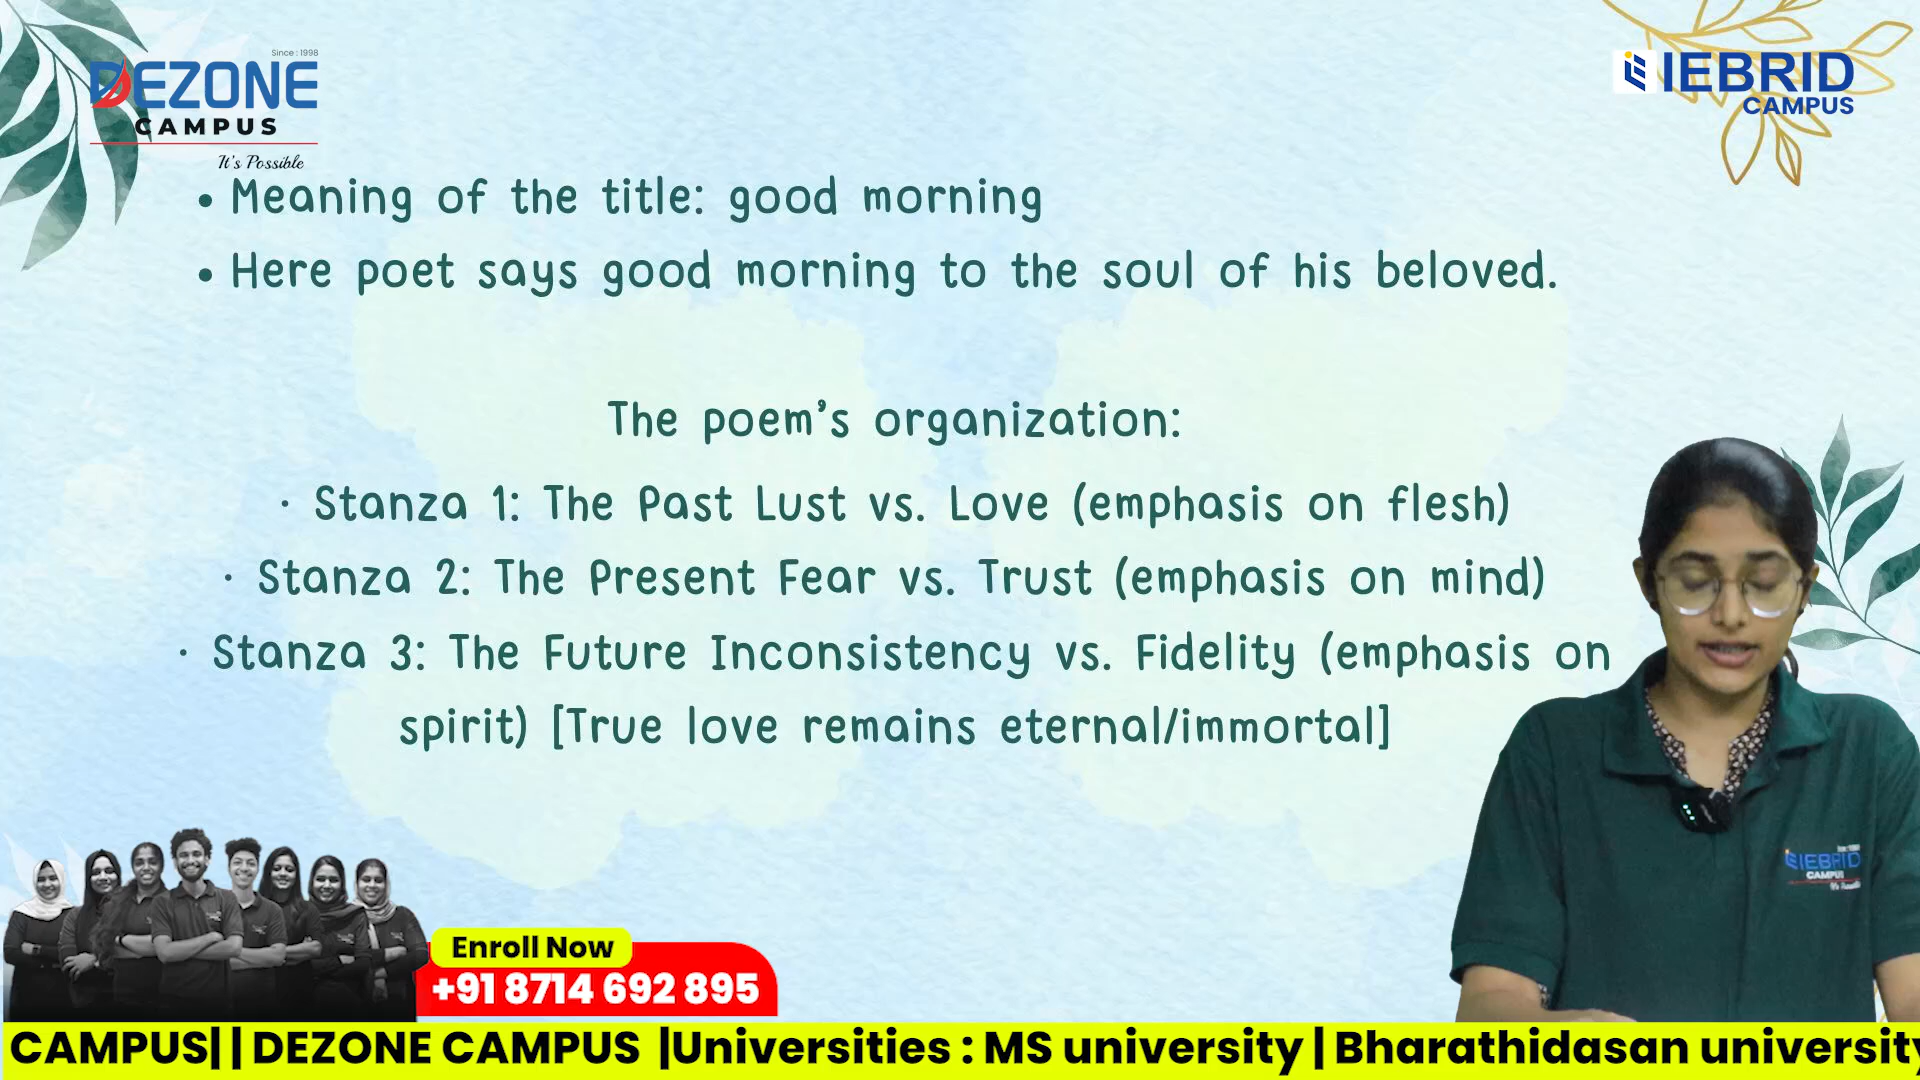 Since : 1998
DEZONE
CAMPUS
It's Possible
IEBRID
CAMPUS
• Meaning of the title: good morning
• Here poet says good morning to the soul of his beloved.
The poem's organization:
· Stanza 1: The Past Lust vs. Love (emphasis on flesh)
· Stanza 2: The Present Fear vs. Trust (emphasis on mind)
· Stanza 3: The Future Inconsistency vs. Fidelity (emphasis on
spirit) [True love remains eternal/immortal]
IEBRID
CAMPUS
Enroll Now
+91 8714 692 895
CAMPUS| | DEZONE CAMPUS |Universities : MS university | Bharathidasan university